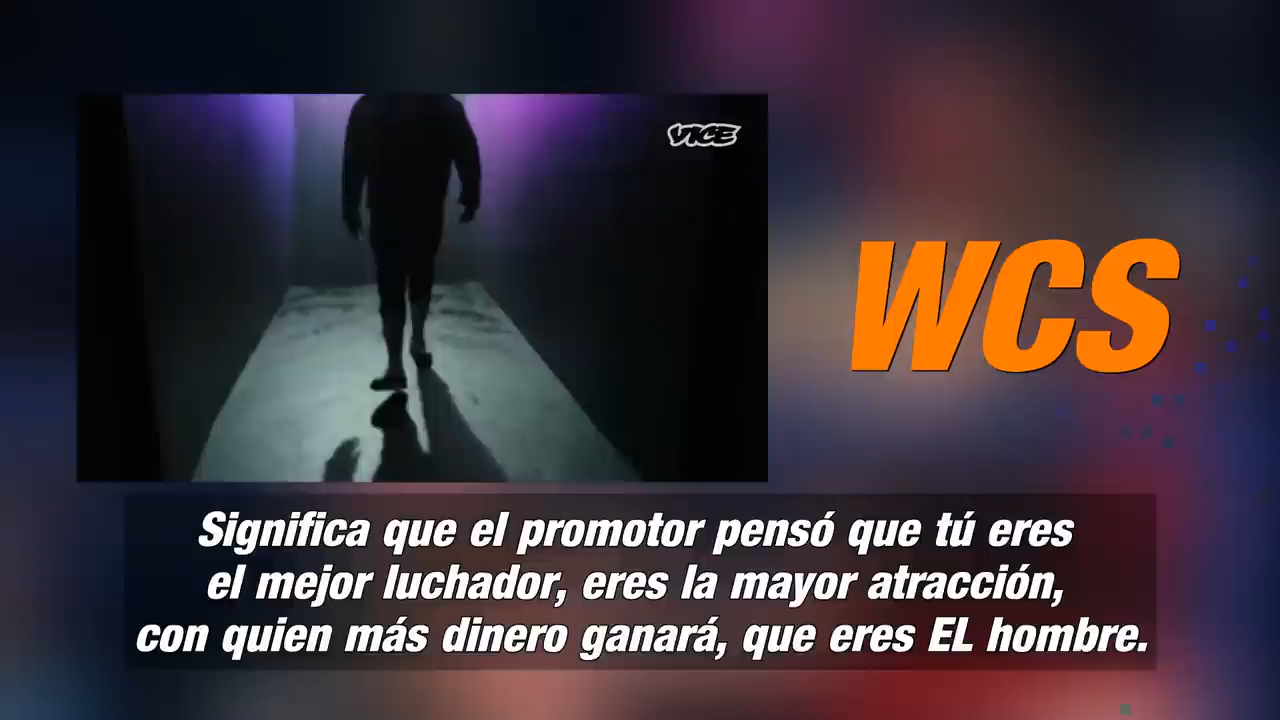 VICE
WCS
Significa que el promotor pensó que tú eres
el mejor luchador, eres la mayor atracción,
con quien más dinero ganará, que eres EL hombre.